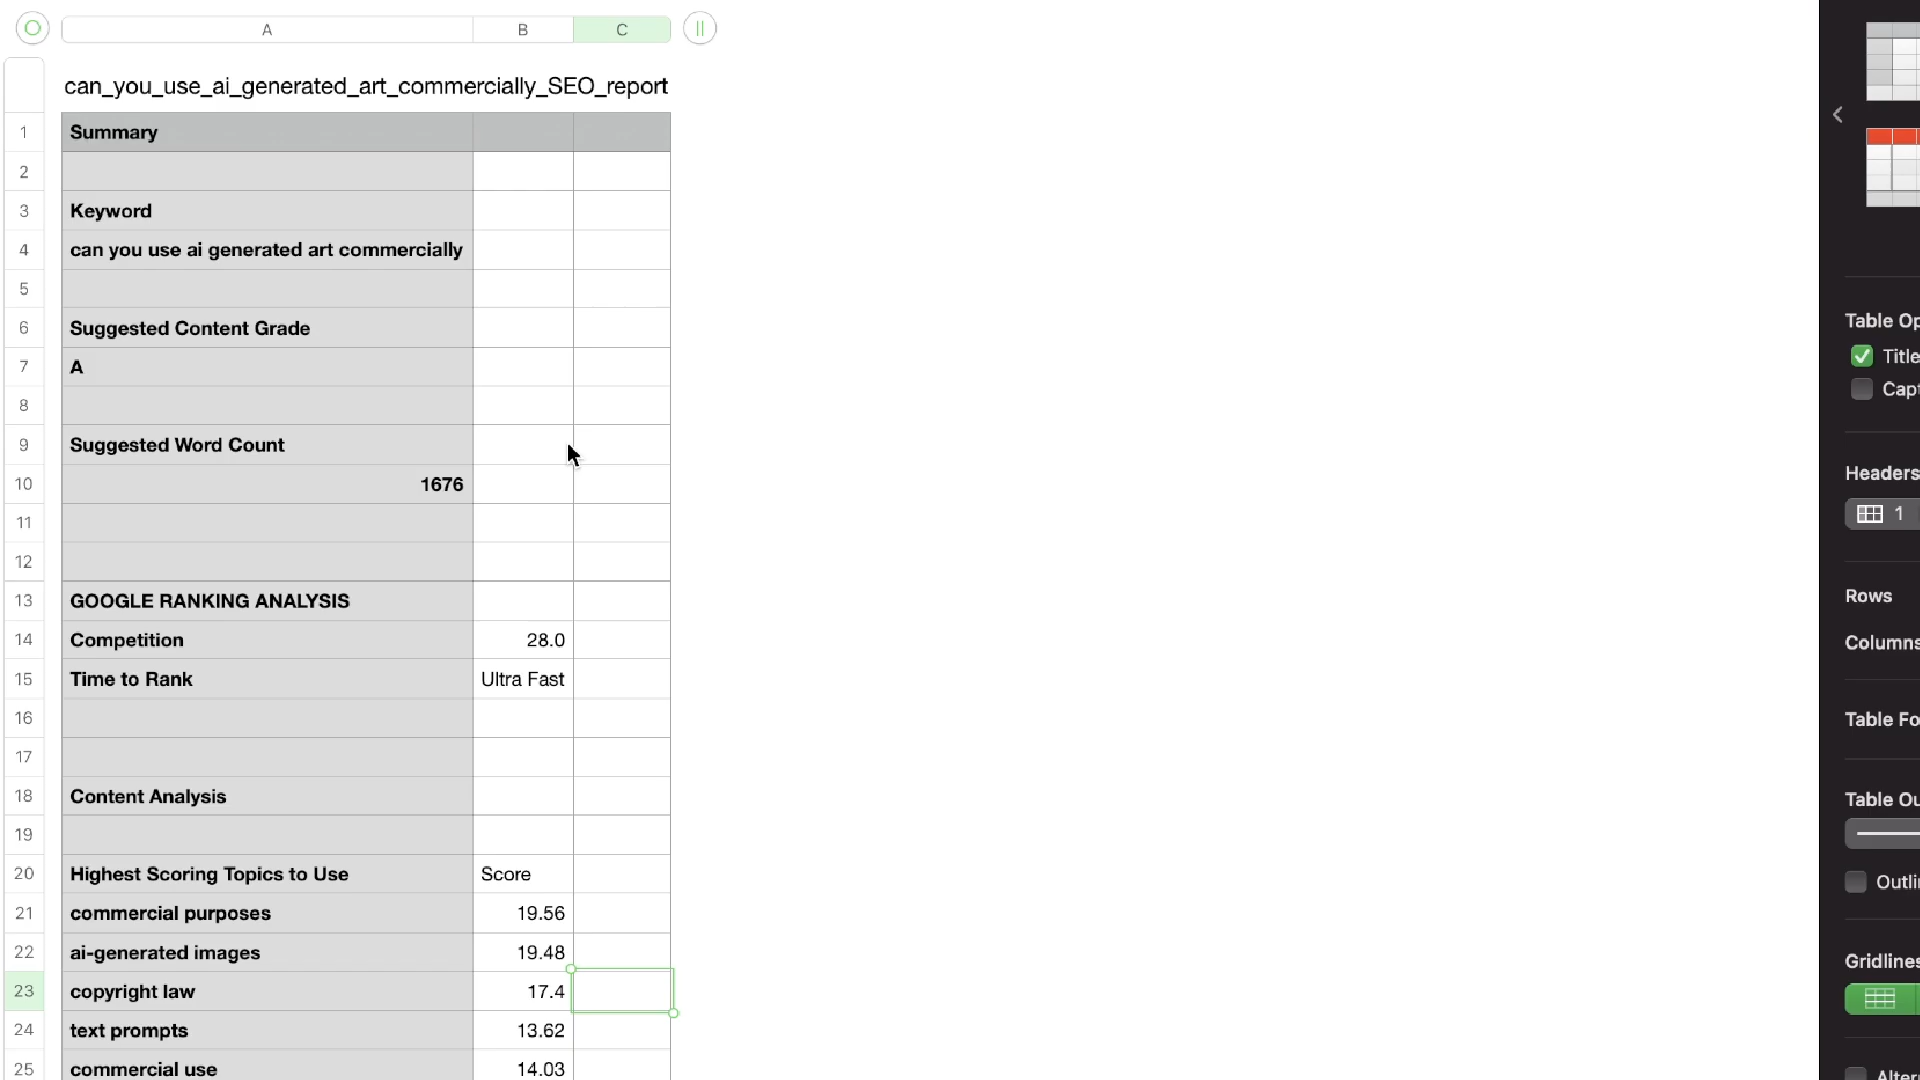 A B C
can_you_use_ai_generated_art_commercially_SEO_report
1 Summary
2
3 Keyword
4 can you use ai generated art commercially
5
6 Suggested Content Grade
7 A
8
9 Suggested Word Count
10 1676
11
12
13 GOOGLE RANKING ANALYSIS
14 Competition 28.0
15 Time to Rank Ultra Fast
16
17
18 Content Analysis
19
20 Highest Scoring Topics to Use Score
21 commercial purposes 19.56
22 ai-generated images 19.48
23 copyright law 17.4
24 text prompts 13.62
25 commercial use 14.03
Table Op
Title
Capt
Headers
1
Rows
Columns
Table Fo
Table Ou
Outli
Gridlines
Alter